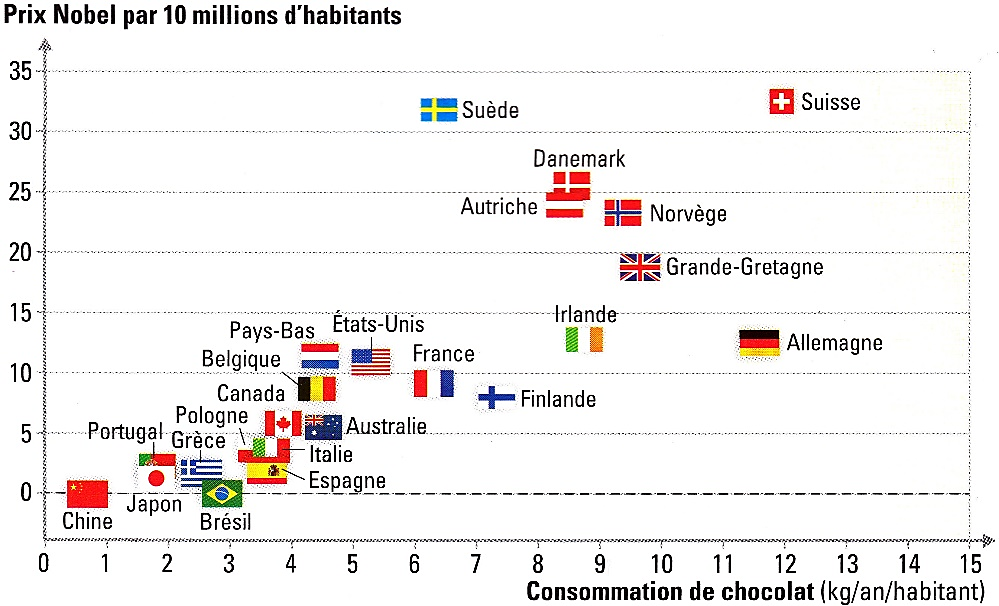 Prix Nobel par 10 millions d’habitants
35
30
25
20
15
10
5
0
Suède
Suisse
Danemark
Autriche
Norvège
Grande-Gretagne
Irlande
Allemagne
Pays-Bas
États-Unis
Belgique
France
Canada
Finlande
Pologne
Australie
Portugal
Grèce
Italie
Espagne
Japon
Chine
Brésil
0 1 2 3 4 5 6 7 8 9 10 11 12 13 14 15
Consommation de chocolat (kg/an/habitant)